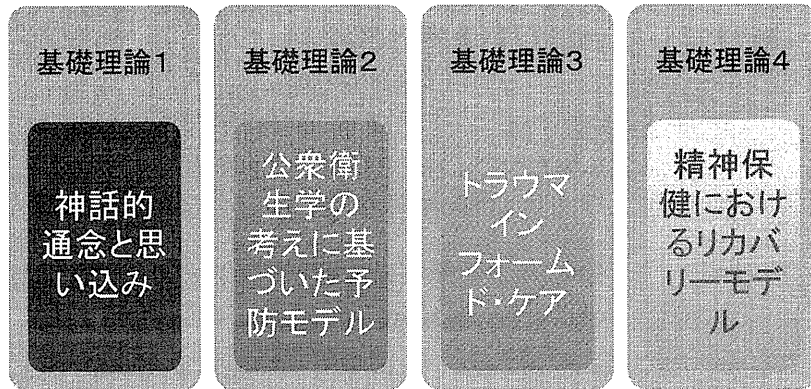 基礎理論1
神話的
通念と思
い込み
基礎理論2
公衆衛
生学の
考えに基
づいた予
防モデル
基礎理論3
トラウマ
イン
フォーム
ド・ケア
基礎理論4
精神保
健におけ
るリカバ
リーモデ
ル